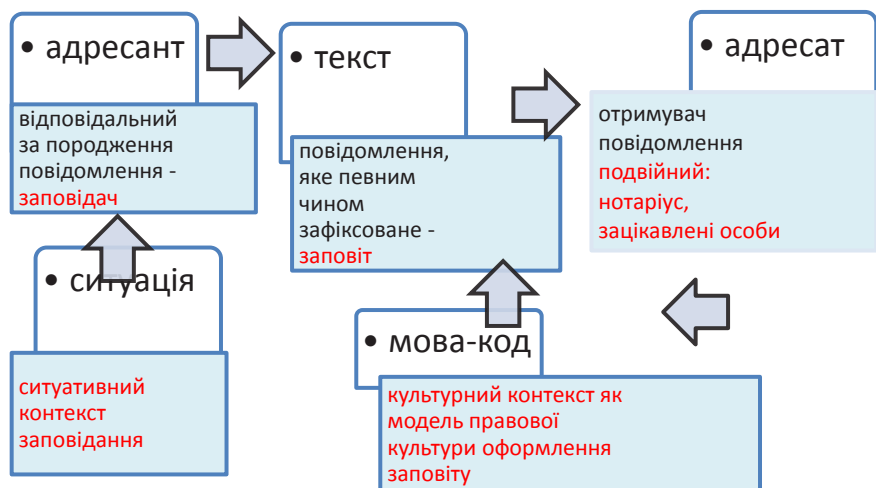 • адресант
відповідальний
за породження
повідомлення -
заповідач
• текст
повідомлення,
яке певним
чином
зафіксоване -
заповіт
• адресат
отримувач
повідомлення
подвійний:
нотаріус,
зацікавлені особи
• ситуація
ситуативний
контекст
заповідання
• мова-код
культурний контекст як
модель правової
культури оформлення
заповіту